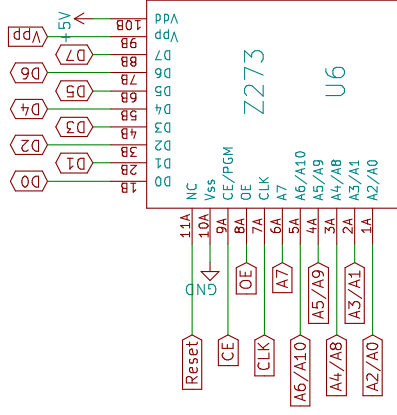 +5V
10B Vdd
Vpp 9B Vpp
D7 8B D7
D6 7B D6
D5 6B D5
D4 5B D4
D3 4B D3
D2 3B D2
D1 2B D1
D0 1B D0
Z273
U6
NC 11A Reset
Vss 10A GND
CE/PGM 9A CE
OE 8A OE
CLK 7A CLK
A7 6A A7
A6/A10 5A A6/A10
A5/A9 4A A5/A9
A4/A8 3A A4/A8
A3/A1 2A A3/A1
A2/A0 1A A2/A0